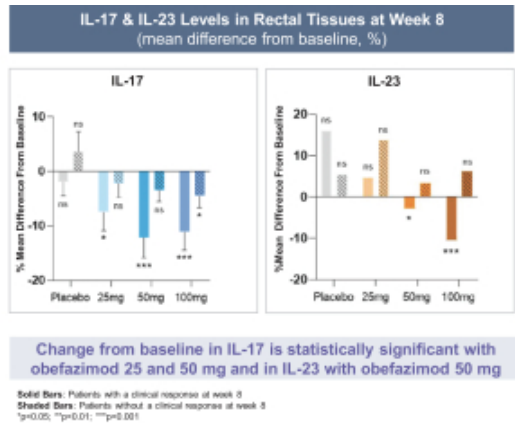 IL-17 & IL-23 Levels in Rectal Tissues at Week 8
(mean difference from baseline, %)
IL-17
% Mean Difference From Baseline
10
0
-10
-20
ns
ns
*
ns
***
ns
***
*
Placebo 25mg 50mg 100mg
IL-23
%Mean Difference From Baseline
20
10
0
-10
-20
ns
ns
ns
ns
*
ns
***
ns
Placebo 25mg 50mg 100mg
Change from baseline in IL-17 is statistically significant with
obefazimod 25 and 50 mg and in IL-23 with obefazimod 50 mg
Solid Bars: Patients with a clinical response at week 8
Shaded Bars: Patients without a clinical response at week 8
*p=0.05; **p=0.01; ***p=0.001